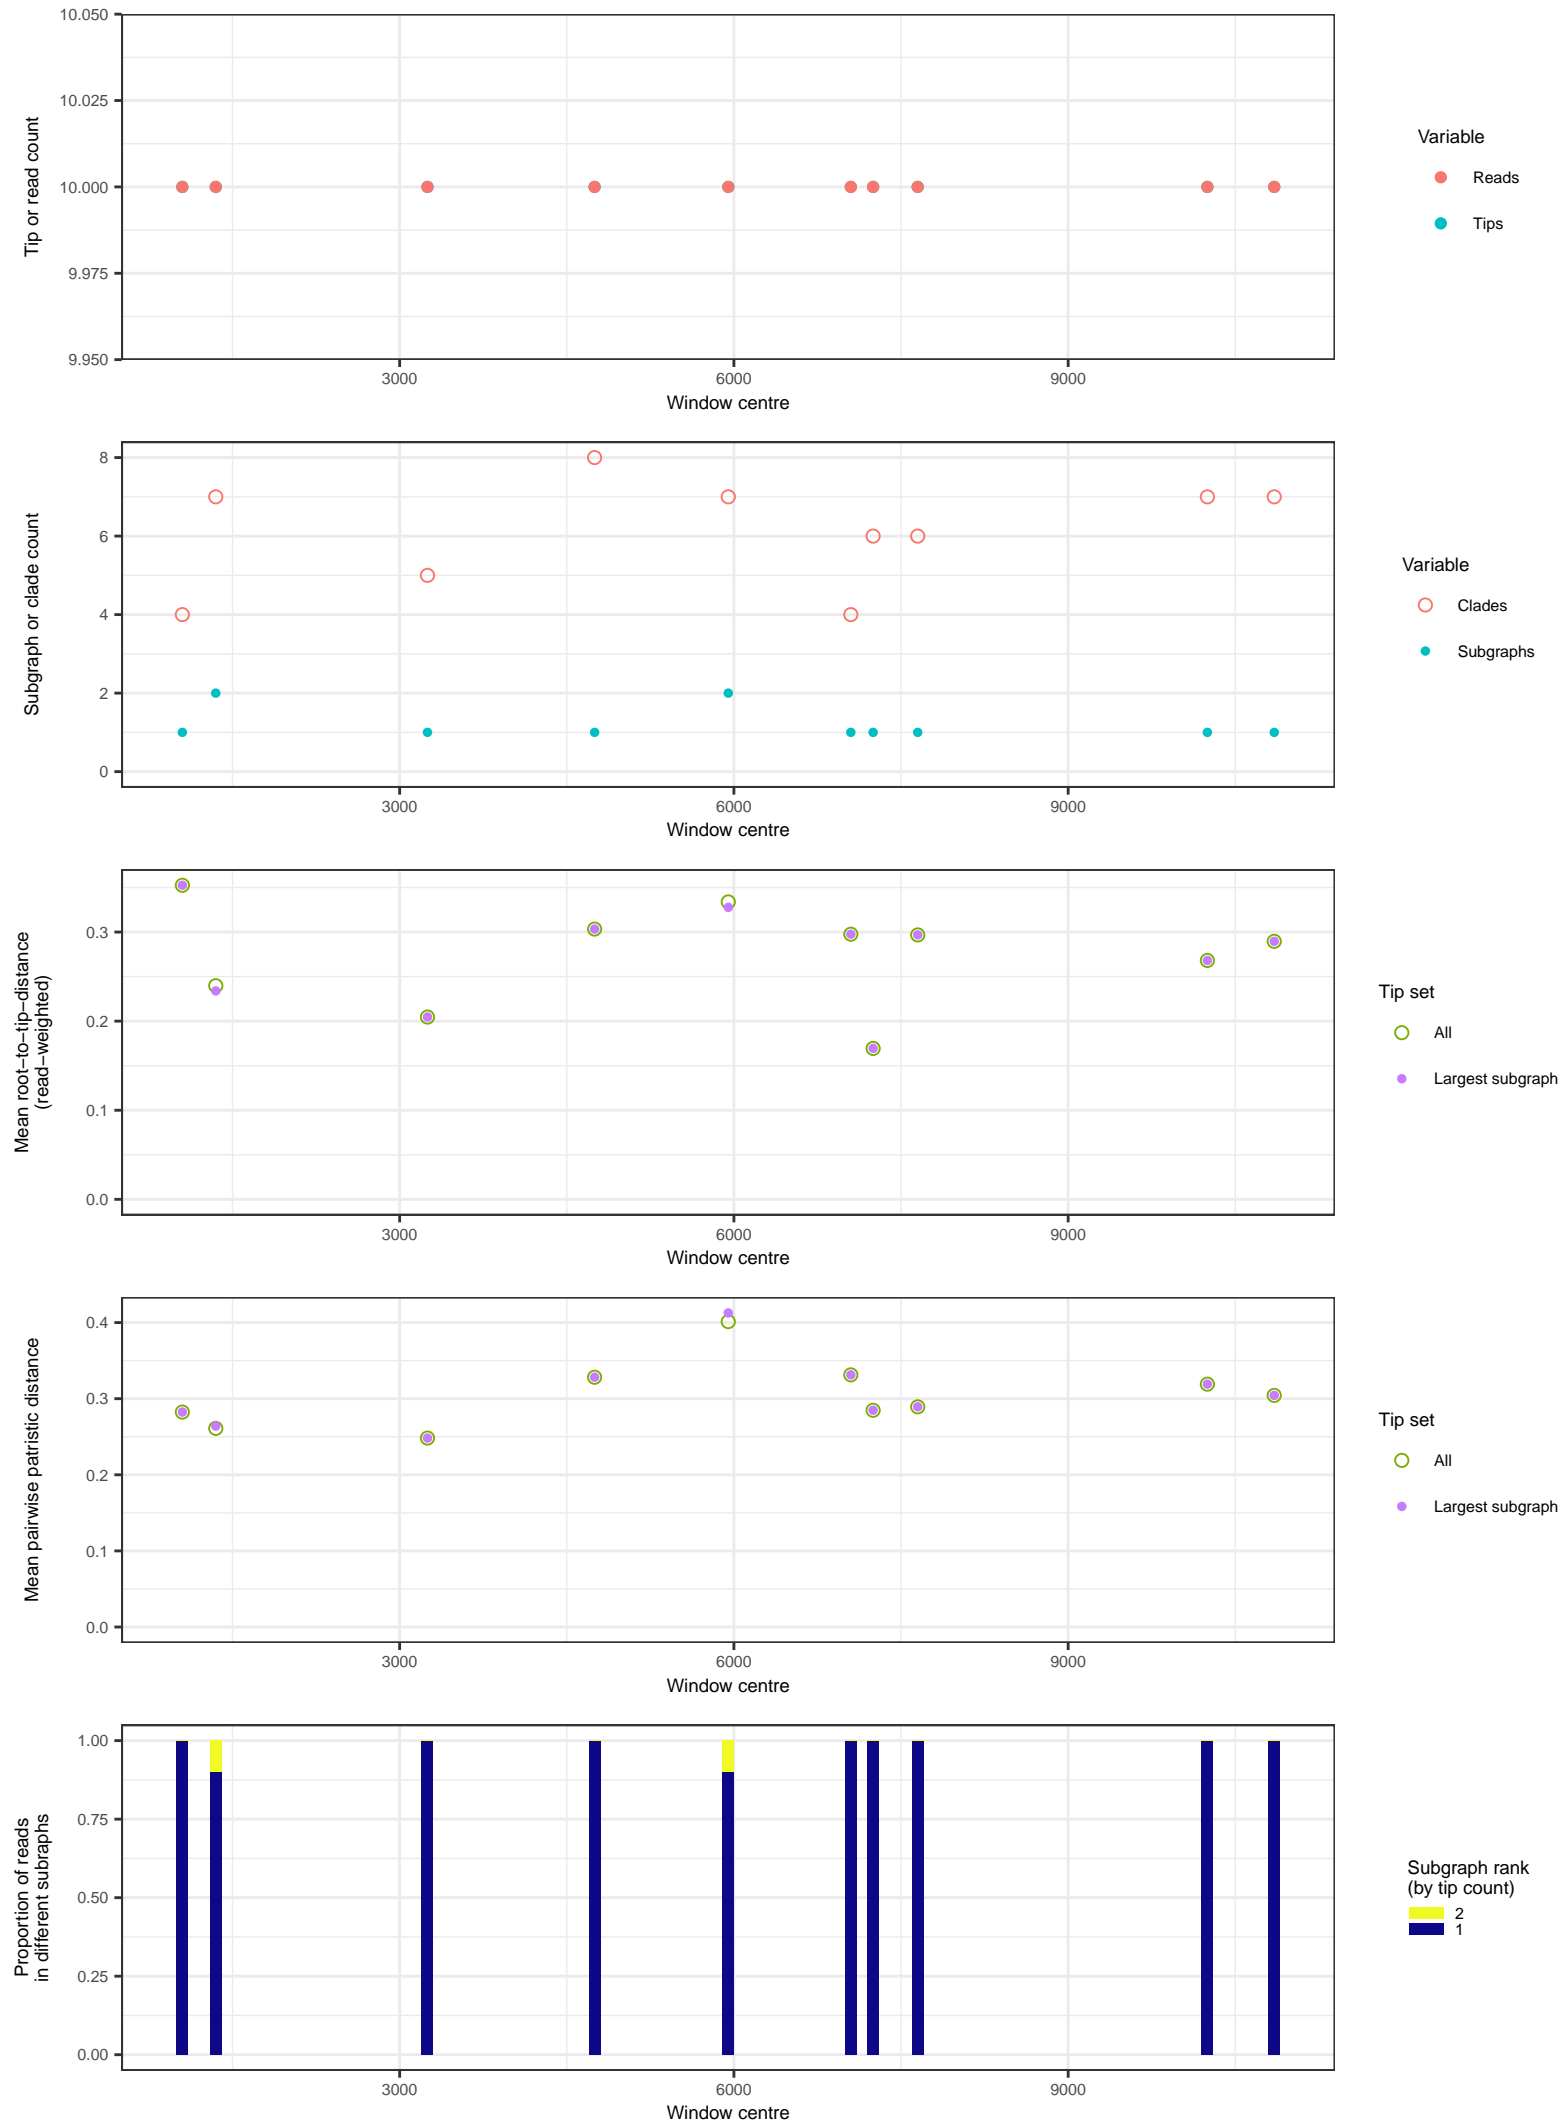 10.050
10.025
10.000
9.975
9.950
Tip or read count
3000 6000 9000
Window centre
Variable
Reads
Tips
8
6
4
2
0
Subgraph or clade count
3000 6000 9000
Window centre
Variable
Clades
Subgraphs
0.3
0.2
0.1
0.0
Mean root−to−tip−distance
(read−weighted)
3000 6000 9000
Window centre
Tip set
All
Largest subgraph
0.4
0.3
0.2
0.1
0.0
Mean pairwise patristic distance
3000 6000 9000
Window centre
Tip set
All
Largest subgraph
1.00
0.75
0.50
0.25
0.00
Proportion of reads
in different subraphs
3000 6000 9000
Window centre
Subgraph rank
(by tip count)
2
1